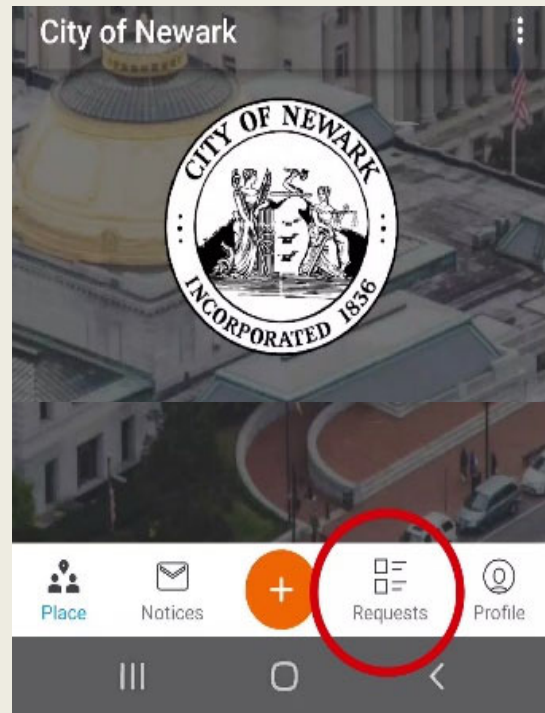 City of Newark
CITY OF NEWARK
INCORPORATED 1836
Place
Notices
Requests
Profile